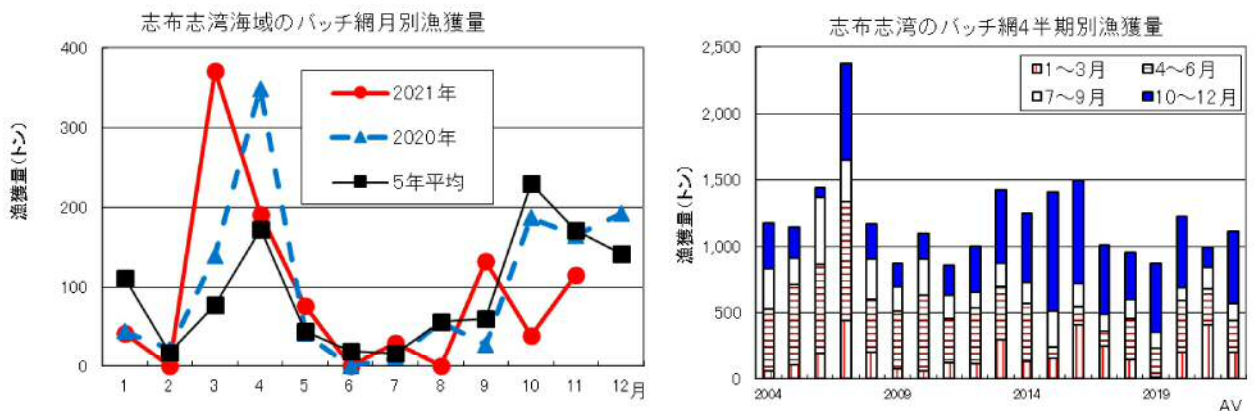 志布志湾海域のバッチ網月別漁獲量
400
300
200
100
0
漁獲量(トン)
2021年
2020年
5年平均
1 2 3 4 5 6 7 8 9 10 11 12月
志布志湾のバッチ網4半期別漁獲量
2,500
2,000
1,500
1,000
500
0
漁獲量(トン)
1～3月 4～6月
7～9月 10～12月
2004 2009 2014 2019
AV